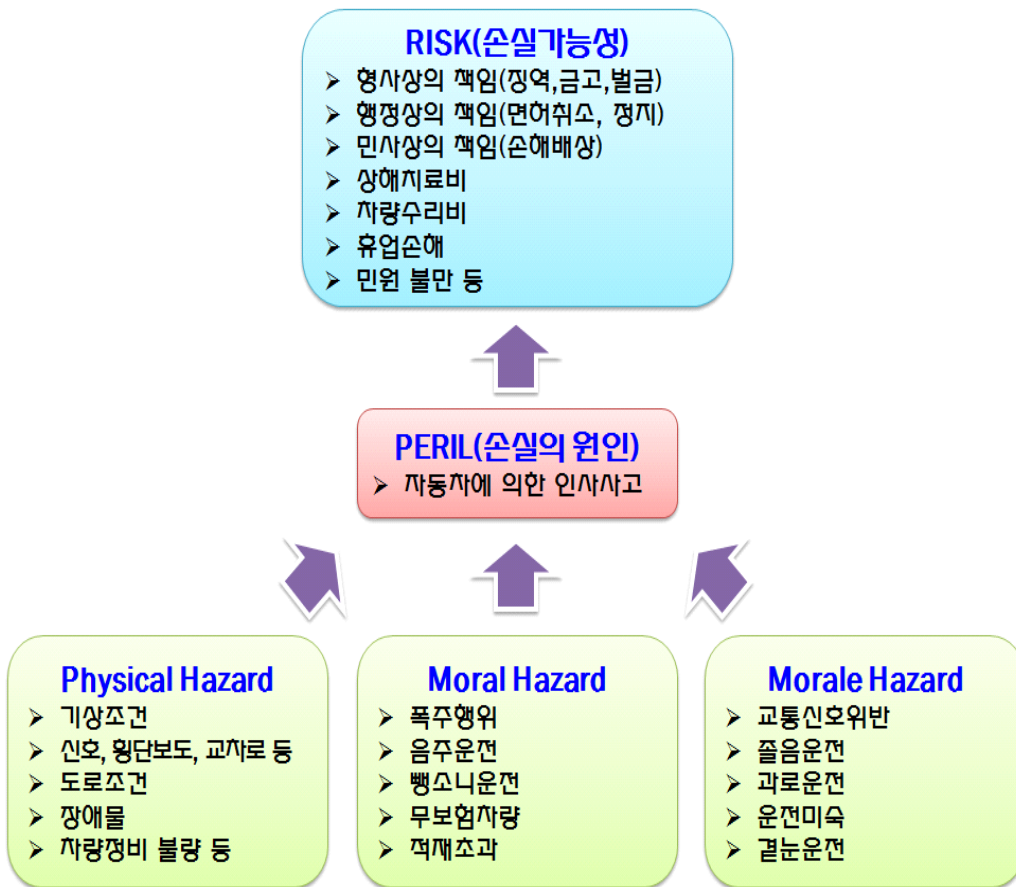 RISK(손실가능성)
➤ 형사상의 책임(징역,금고,벌금)
➤ 행정상의 책임(면허취소, 정지)
➤ 민사상의 책임(손해배상)
➤ 상해치료비
➤ 차량수리비
➤ 휴업손해
➤ 민원 불만 등
PERIL(손실의 원인)
➤ 자동차에 의한 인사사고
Physical Hazard
➤ 기상조건
➤ 신호, 횡단보도, 교차로 등
➤ 도로조건
➤ 장애물
➤ 차량정비 불량 등
Moral Hazard
➤ 폭주행위
➤ 음주운전
➤ 뺑소니운전
➤ 무보험차량
➤ 적재초과
Morale Hazard
➤ 교통신호위반
➤ 졸음운전
➤ 과로운전
➤ 운전미숙
➤ 곁눈운전